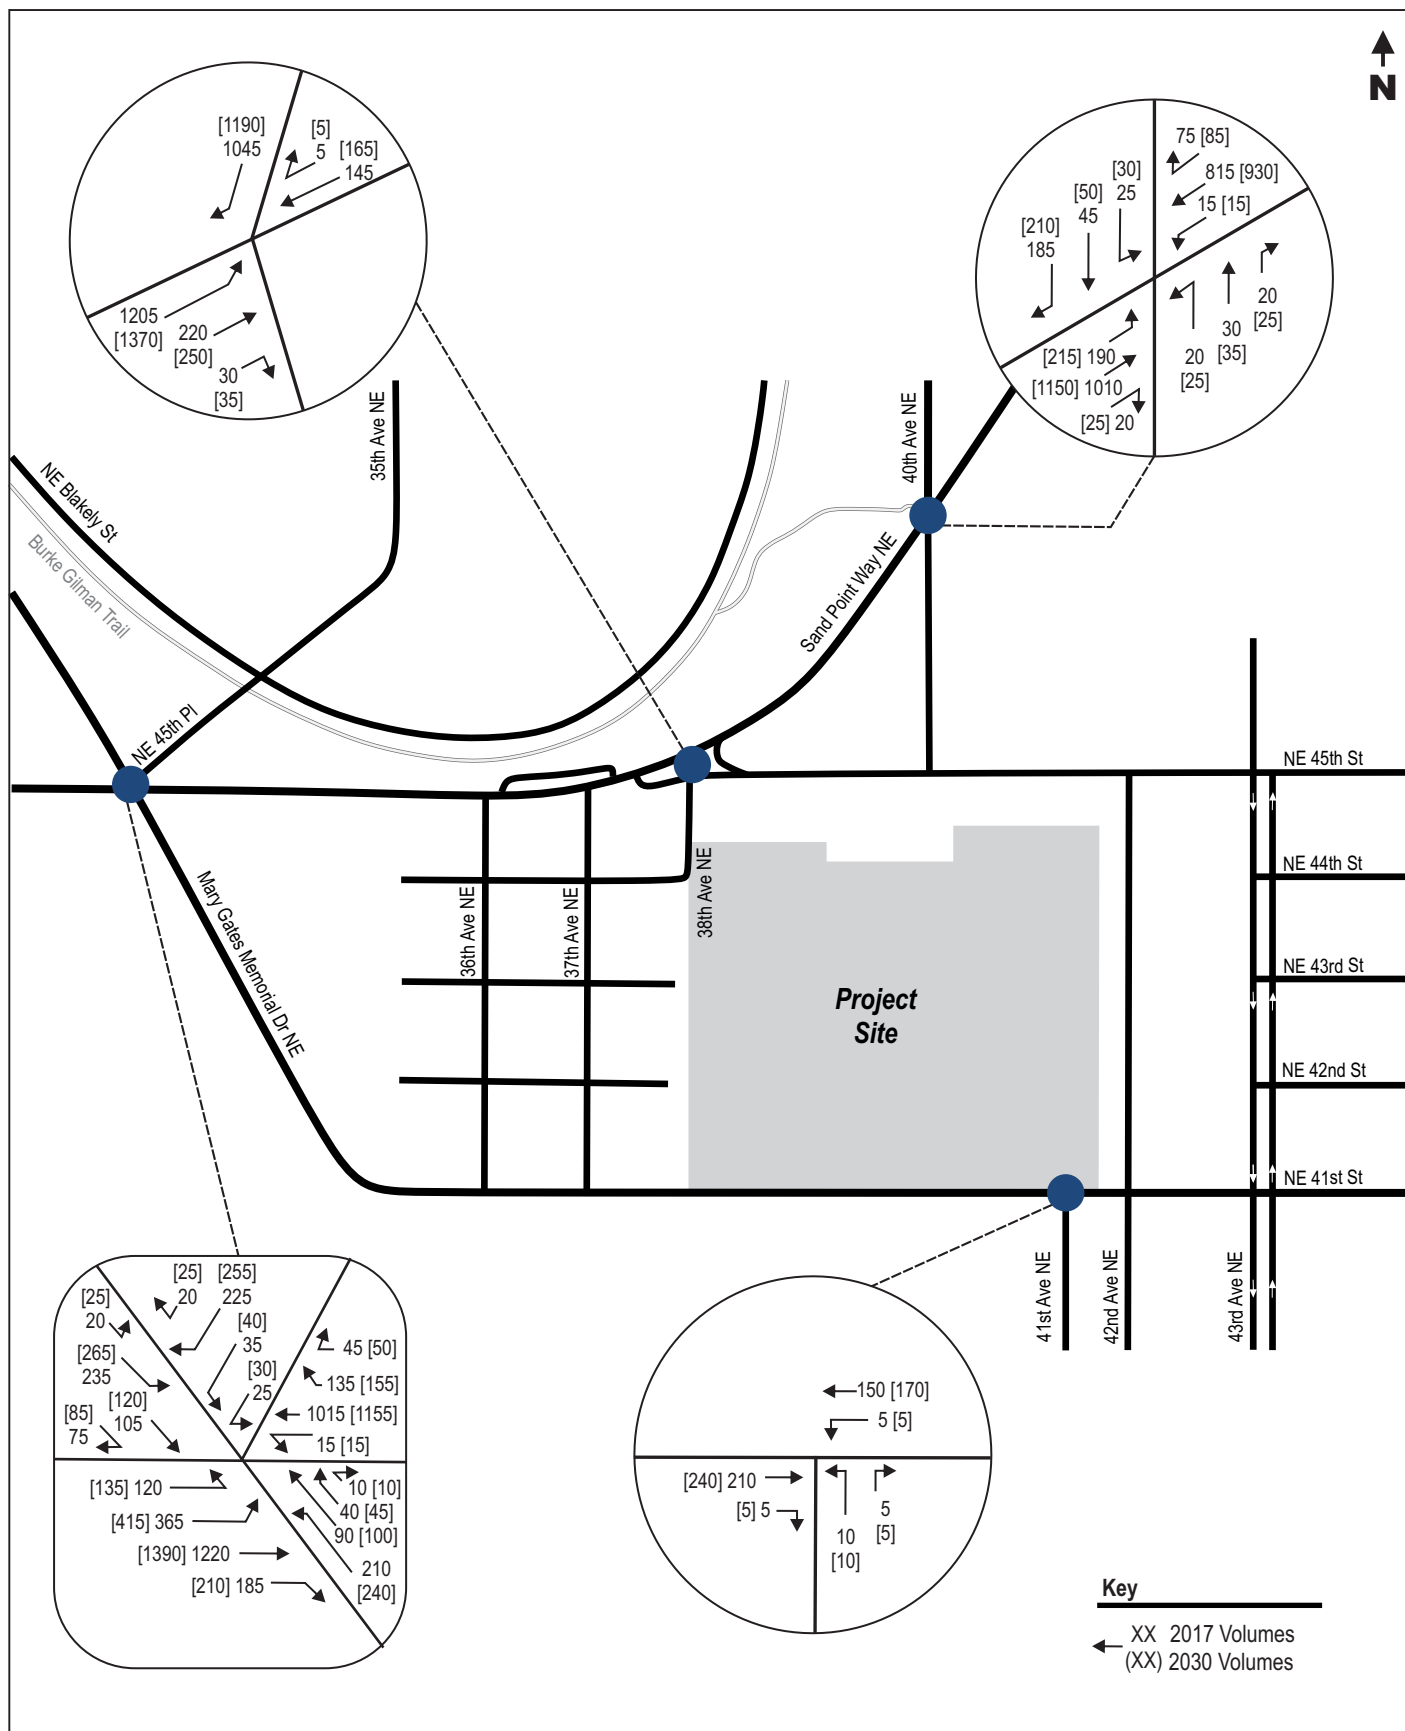 N
[1190]
1045
[5]
5
[165]
145
1205
[1370]
220
[250]
30
[35]
75 [85]
815 [930]
15 [15]
[30]
25
[50]
45
[210]
185
[215] 190
[1150] 1010
[25] 20
20
[25]
30
[35]
20
[25]
35th Ave NE
40th Ave NE
NE Blakely St
Burke Gilman Trail
Sand Point Way NE
NE 45th Pl
NE 45th St
NE 44th St
NE 43rd St
NE 42nd St
NE 41st St
Mary Gates Memorial Dr NE
36th Ave NE
37th Ave NE
38th Ave NE
Project
Site
41st Ave NE
42nd Ave NE
43rd Ave NE
[25]
20
[255]
225
[25]
20
[40]
35
[265]
235
[30]
25
[120]
105
[85]
75
45 [50]
135 [155]
1015 [1155]
15 [15]
[135] 120
[415] 365
[1390] 1220
[210] 185
10 [10]
40 [45]
90 [100]
210
[240]
150 [170]
5 [5]
[240] 210
[5] 5
10
[10]
5
[5]
Key
XX 2017 Volumes
(XX) 2030 Volumes